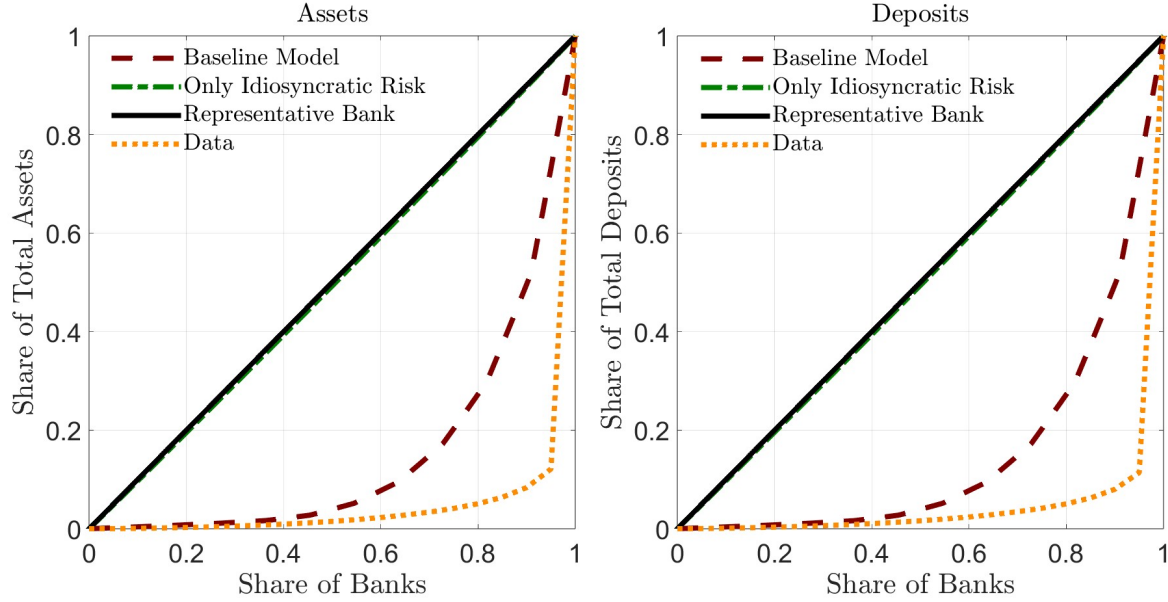 Assets
1
0.8
0.6
0.4
0.2
0
Share of Total Assets
Baseline Model
Only Idiosyncratic Risk
Representative Bank
Data
0 0.2 0.4 0.6 0.8 1
Share of Banks
Deposits
1
0.8
0.6
0.4
0.2
0
Share of Total Deposits
Baseline Model
Only Idiosyncratic Risk
Representative Bank
Data
0 0.2 0.4 0.6 0.8 1
Share of Banks